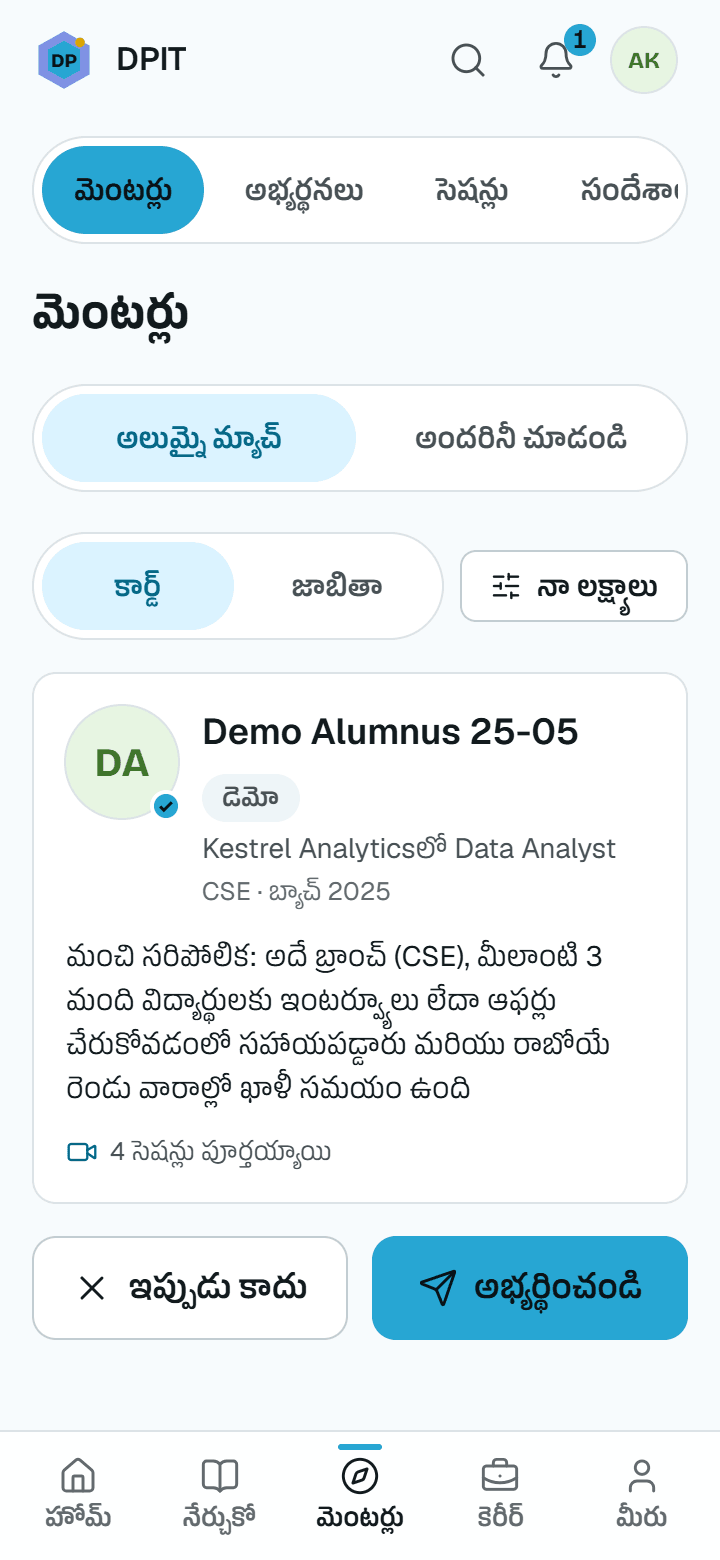 DP DPIT 1 AK
మెంటర్లు అభ్యర్థనలు సెషన్లు
మెంటర్లు
అలుమ్నై మ్యాచ్ అందరినీ చూడండి
కార్డ్ జాబితా నా లక్ష్యాలు
DA Demo Alumnus 25-05
డెమో
Kestrel Analyticsలో Data Analyst
CSE · బ్యాచ్ 2025
మంచి సరిపోలిక: అదే బ్రాంచ్ (CSE), మీలాంటి 3
మంది విద్యార్థులకు ఇంటర్వ్యూలు లేదా ఆఫర్లు
చేరుకోవడంలో సహాయపడ్డారు మరియు రాబోయే
రెండు వారాల్లో ఖాళీ సమయం ఉంది
4 సెషన్లు పూర్తయ్యాయి
ఇప్పుడు కాదు అభ్యర్థించండి
హోమ్ నేర్చుకో మెంటర్లు కెరీర్ మీరు